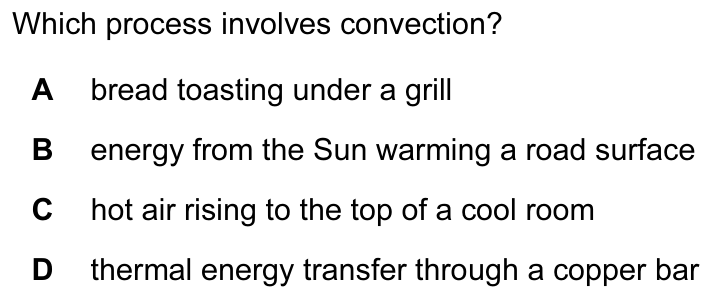 Which process involves convection?
A bread toasting under a grill
B energy from the Sun warming a road surface
C hot air rising to the top of a cool room
D thermal energy transfer through a copper bar